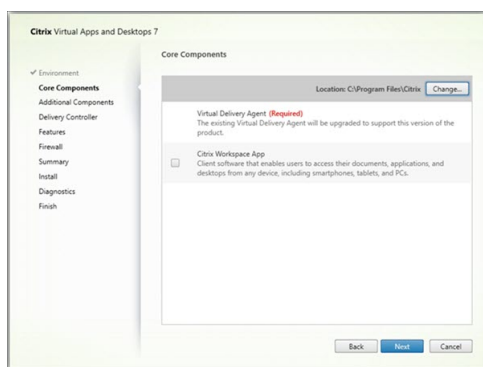 Citrix Virtual Apps and Desktops 7
Core Components
✓ Environment
Core Components
Additional Components
Delivery Controller
Features
Firewall
Summary
Install
Diagnostics
Finish
Location: C:\Program Files\Citrix Change...
Virtual Delivery Agent (Required)
The existing Virtual Delivery Agent will be upgraded to support this version of the
product.
Citrix Workspace App
Client software that enables users to access their documents, applications, and
desktops from any device, including smartphones, tablets, and PCs.
Back Next Cancel